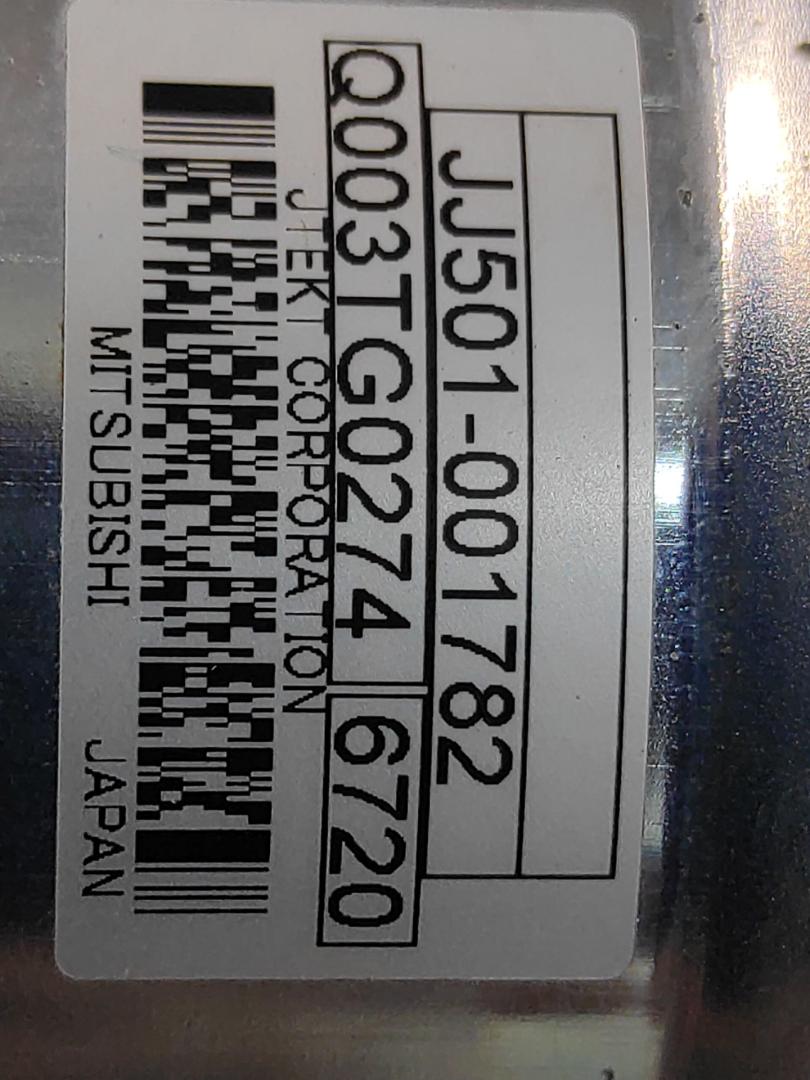 JJ501-001782
Q003TG0274 6720
JTEKT CORPORATION
MITSUBISHI JAPAN